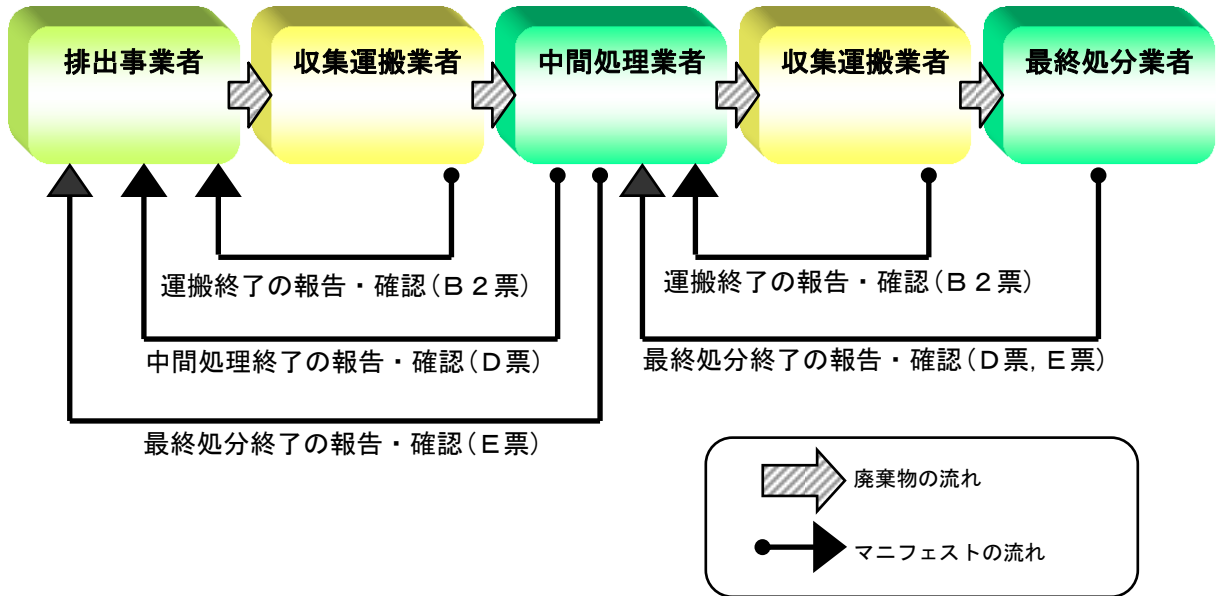 排出事業者
収集運搬業者
中間処理業者
収集運搬業者
最終処分業者
運搬終了の報告・確認(B2票)
運搬終了の報告・確認(B2票)
中間処理終了の報告・確認(D票)
最終処分終了の報告・確認(D票,E票)
最終処分終了の報告・確認(E票)
廃棄物の流れ
マニフェストの流れ